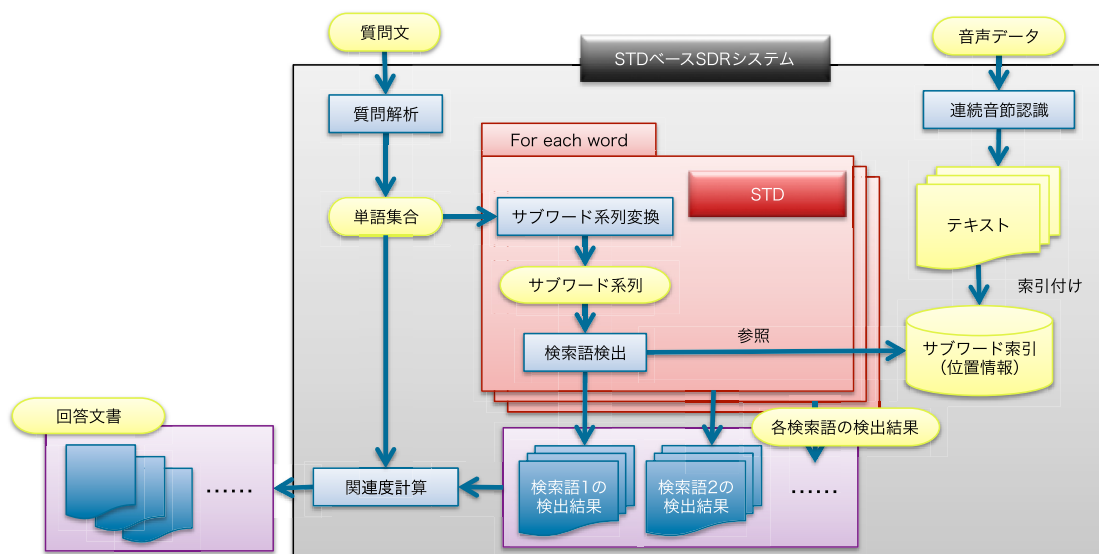 質問文
音声データ
STDベースSDRシステム
質問解析
連続音節認識
For each word
STD
単語集合
サブワード系列変換
テキスト
サブワード系列
索引付け
参照
検索語検出
サブワード索引
（位置情報）
回答文書
各検索語の検出結果
......
関連度計算
検索語1の
検出結果
検索語2の
検出結果
......